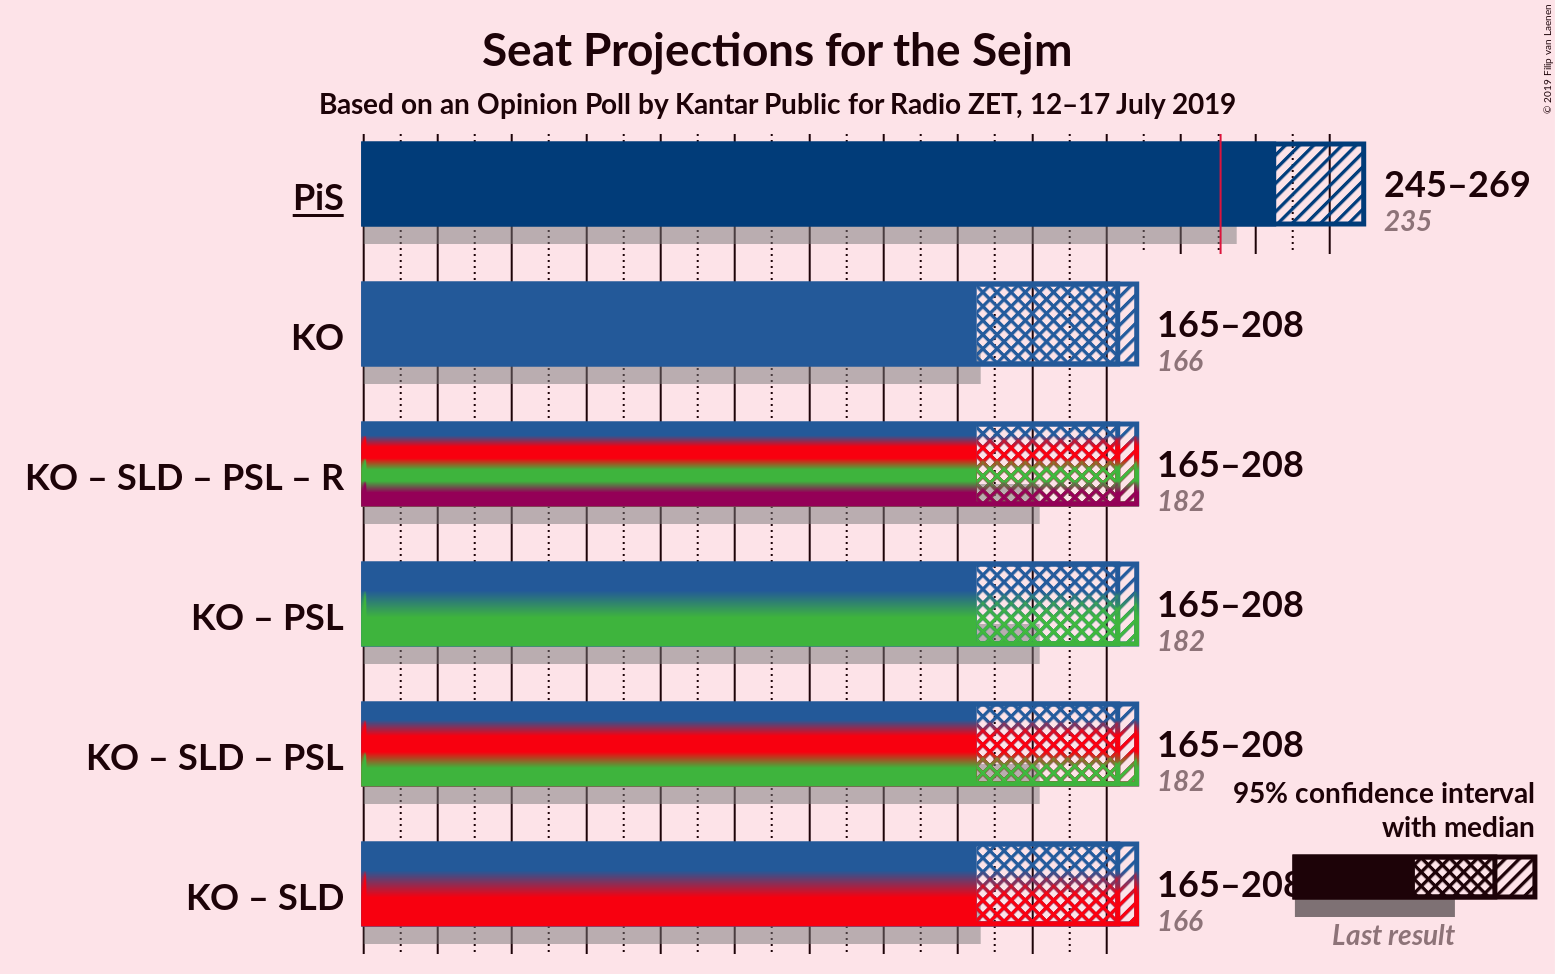 Seat Projections for the Sejm
Based on an Opinion Poll by Kantar Public for Radio ZET, 12–17 July 2019
© 2019 Filip van Laenen
PiS
245–269
235
KO
165–208
166
KO – SLD – PSL – R
165–208
182
KO – PSL
165–208
182
KO – SLD – PSL
165–208
182
KO – SLD
165–208
166
95% confidence interval
with median
Last result